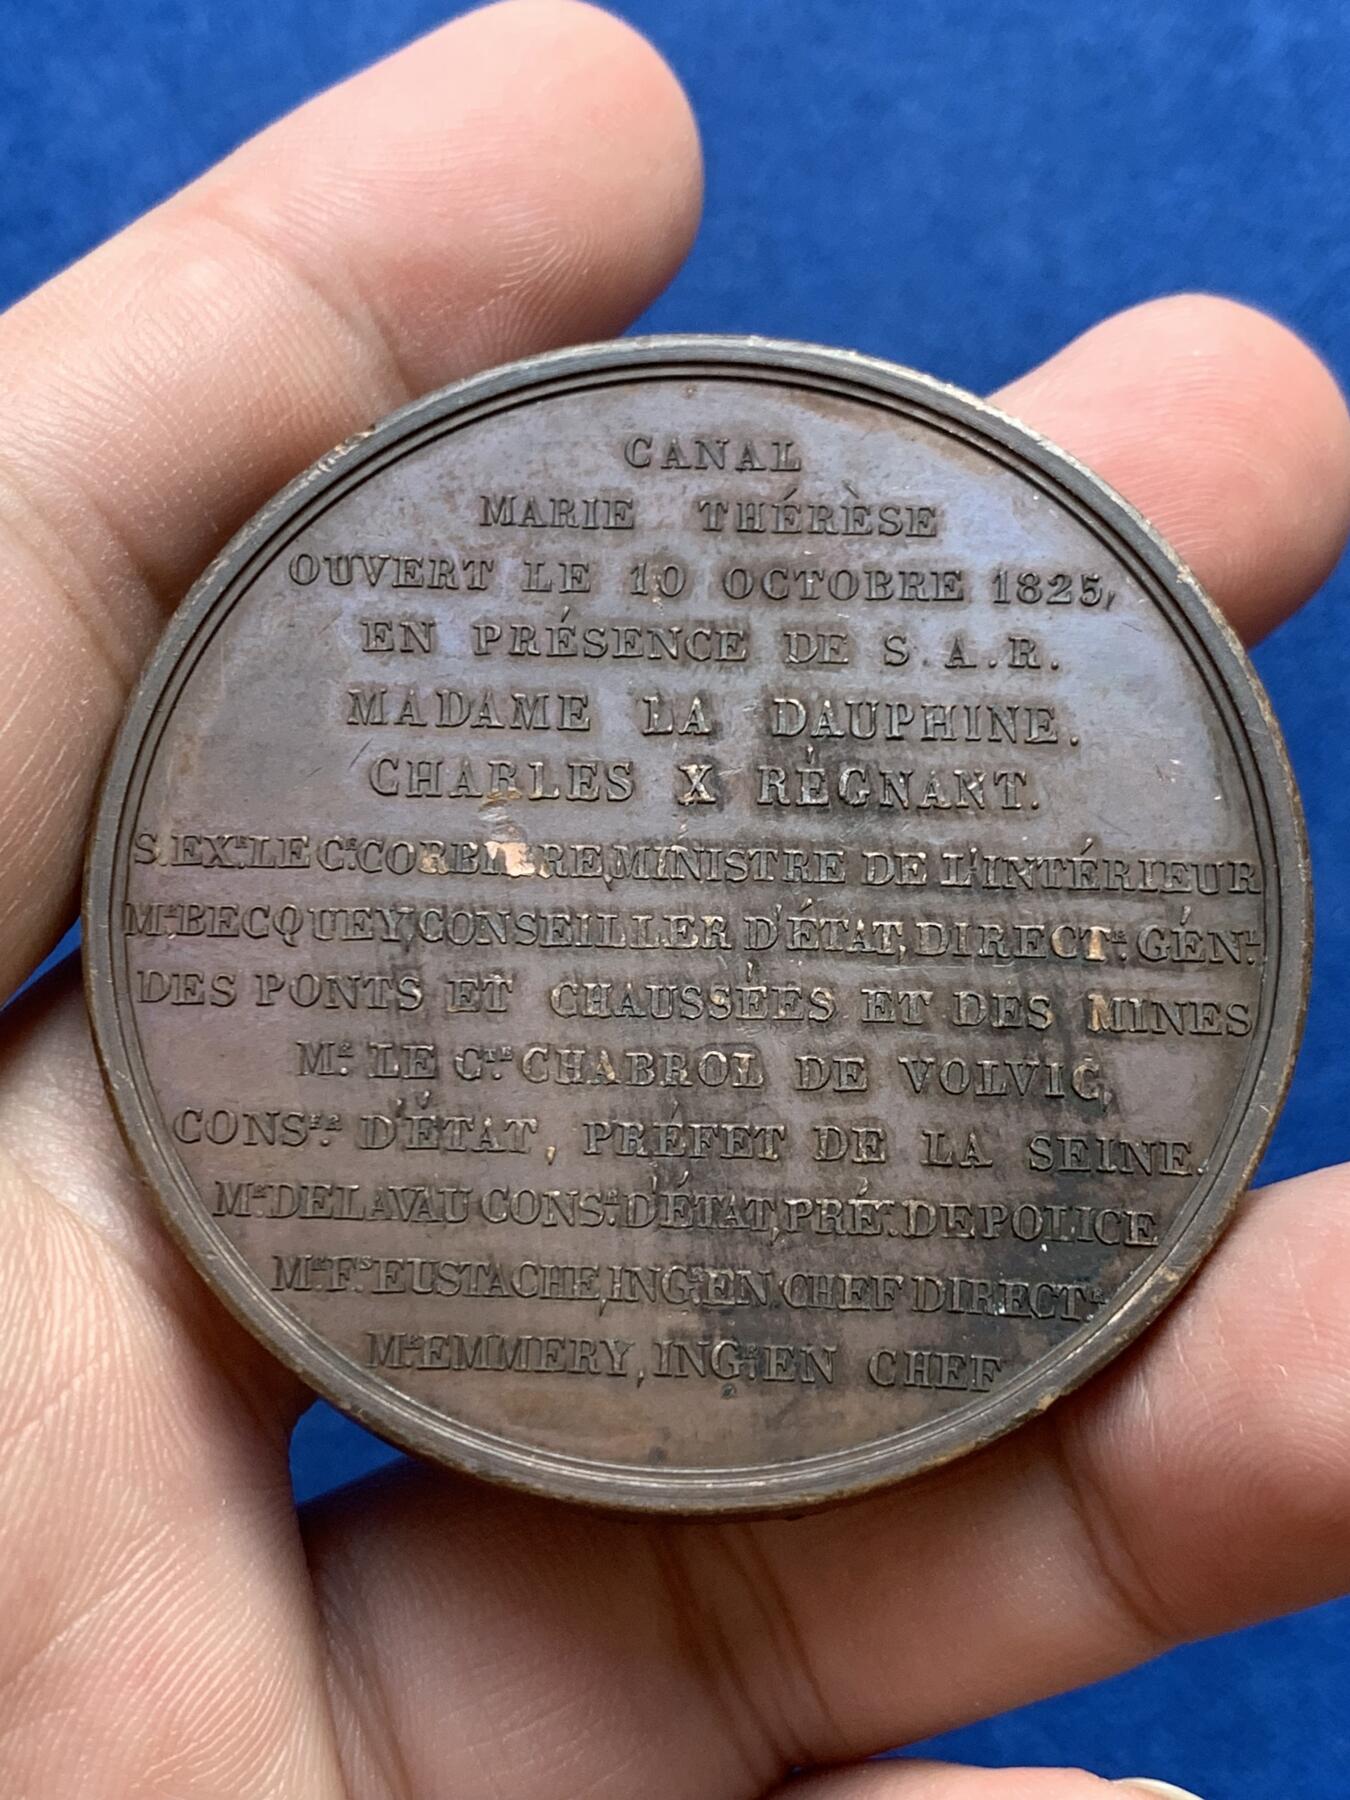 CANAL
MARIE THÉRÈSE
OUVERT LE 10 OCTOBRE 1825,
EN PRÉSENCE DE S.A.R.
MADAME LA DAUPHINE.
CHARLES X RÉGNANT.
S. EX.ᶜᵉ LE C.ᵗᵉ CORBIERE, MINISTRE DE L'INTÉRIEUR
M.ᴿ BECQUEY, CONSEILLER D'ÉTAT, DIRECT.ᴿ GÉN.ᴸ
DES PONTS ET CHAUSSÉES ET DES MINES
M.ᴿ LE C.ᵀᴱ CHABROL DE VOLVIC,
CONS.ᴱᴿ D'ÉTAT, PRÉFET DE LA SEINE.
M.ᴿ DELAVAU CONS.ᴿ D'ÉTAT, PRÉ.ᵀ DE POLICE
M.ᴿ F.ˢ EUSTACHE, ING.ᴿ EN CHEF DIRECT.ᴿ
M.ᴿ EMMERY, ING.ᴿ EN CHEF